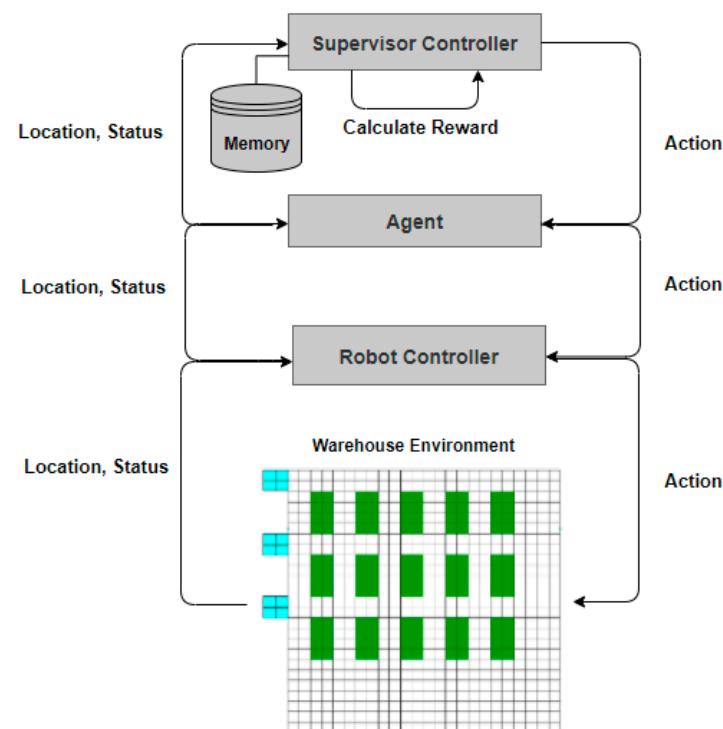 Supervisor Controller
Memory
Calculate Reward
Location, Status
Action
Agent
Location, Status
Action
Robot Controller
Warehouse Environment
Location, Status
Action